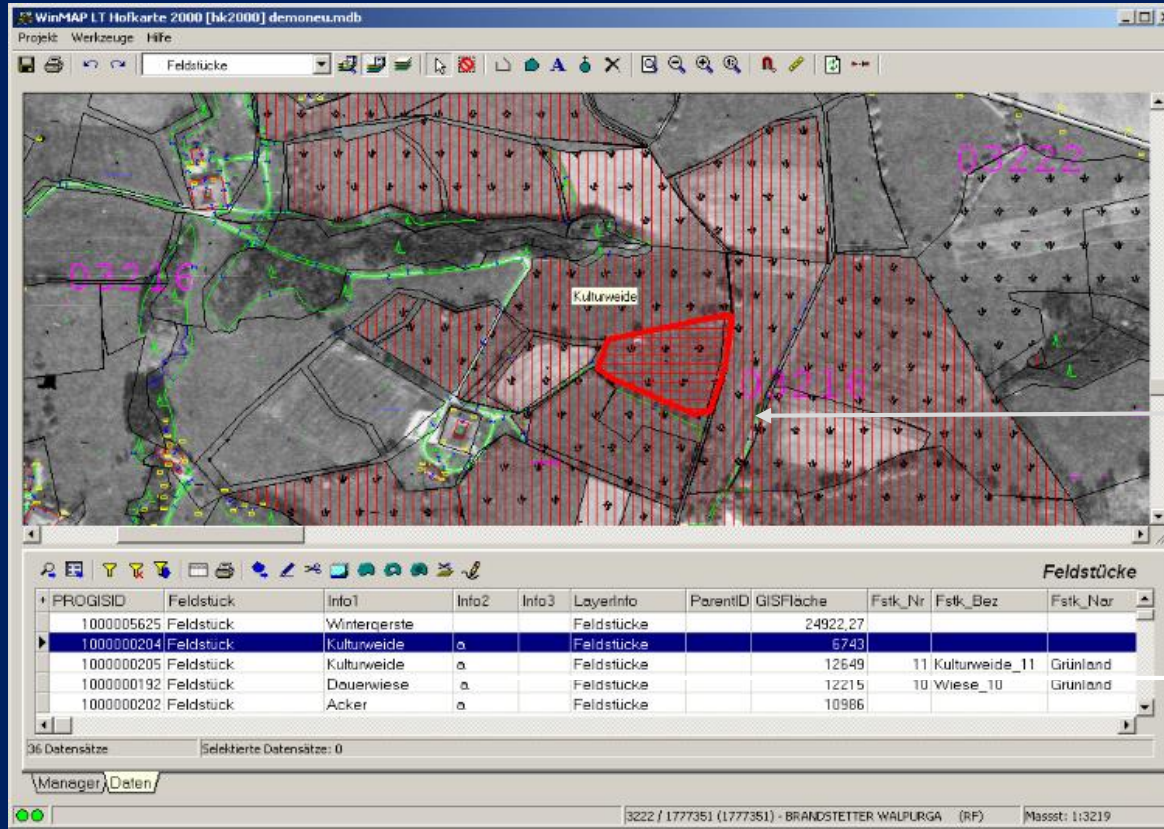 WinMAP LT Hofkarte 2000 [hk2000] demoneu.mdb
Projekt Werkzeuge Hilfe
Feldstücke
03222
03216
Kulturweide
03216
Feldstücke
+ PROGISID Feldstück Info1 Info2 Info3 LayerInfo ParentID GISFläche Fstk_Nr Fstk_Bez Fstk_Nar
1000005625 Feldstück Wintergerste Feldstücke 24922,27
1000000204 Feldstück Kulturweide a Feldstücke 6743
1000000205 Feldstück Kulturweide a Feldstücke 12649 11 Kulturweide_11 Grünland
1000000192 Feldstück Dauerwiese a Feldstücke 12215 10 Wiese_10 Grünland
1000000202 Feldstück Acker a Feldstücke 10986
36 Datensätze Selektierte Datensätze: 0
Manager Daten
3222 / 1777351 (1777351) - BRANDSTETTER WALPURGA (RF) Massst: 1:3219